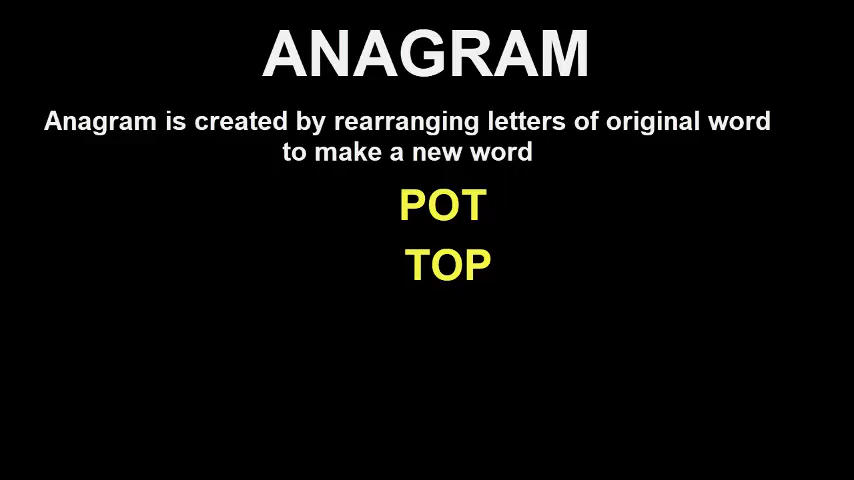 ANAGRAM
Anagram is created by rearranging letters of original word
to make a new word
POT
TOP